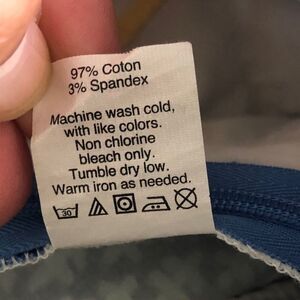 97% Coton
3% Spandex
Machine wash cold,
with like colors.
Non chlorine
bleach only.
Tumble dry low.
Warm iron as needed.
30